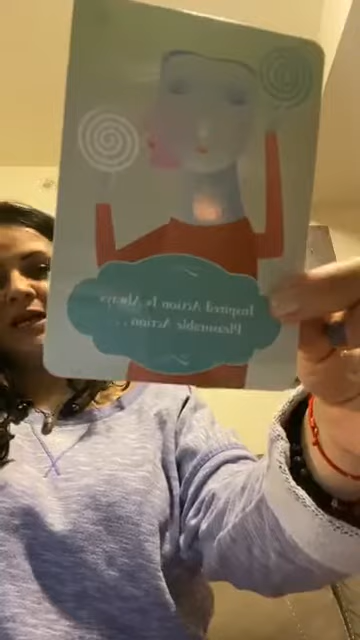 Inspired Action Is Always
Pleasurable Action . . .